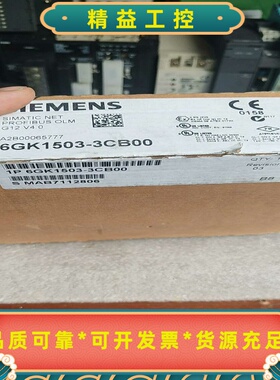 精益工控
SIEMENS
SIMATIC NET
PROFIBUS OLM
G12 V4.0
A2B00065777
6GK1503-3CB00
0158
1P 6GK1503-3CB00
S MAB7112806
品质可靠*可开发票*货源充足